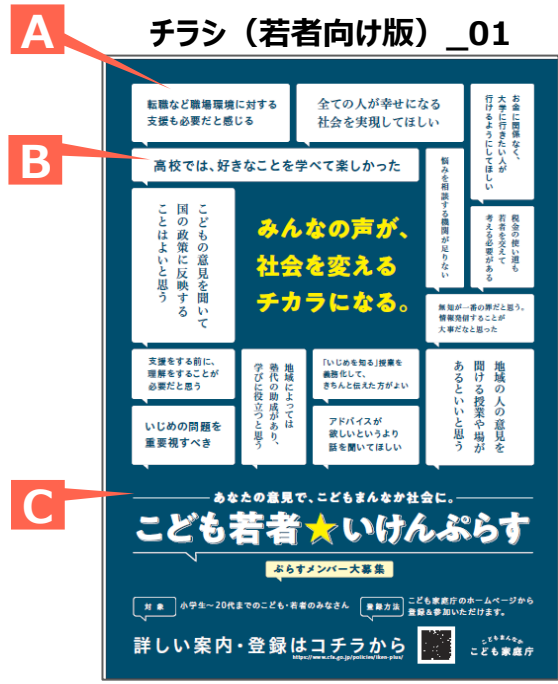 チラシ（若者向け版）_01
A
転職など職場環境に対する
支援も必要だと感じる
全ての人が幸せになる
社会を実現してほしい
お金に関係なく、
大学に行きたい人が
行けるようにしてほしい
B
高校では、好きなことを学べて楽しかった
悩みを相談する機関が足りない
税金の使い道も
若者を交えて
考える必要がある
こどもの意見を聞いて
国の政策に反映する
ことはよいと思う
みんなの声が、
社会を変える
チカラになる。
無知が一番の罪だと思う。
情報発信することが
大事だなと思った
支援をする前に、
理解をすることが
必要だと思う
地域によっては
塾代の助成があり、
学びに役立つと思う
「いじめを知る」授業を
義務化して、
きちんと伝えた方がよい
地域の人の意見を
聞ける授業や場が
あるといいと思う
いじめの問題を
重要視すべき
アドバイスが
欲しいというより
話を聞いてほしい
C
あなたの意見で、こどもまんなか社会に。
こども若者★いけんぷらす
ぷらすメンバー大募集
対象
小学生～20代までのこども・若者のみなさん
登録方法
こども家庭庁のホームページから
登録&参加いただけます。
詳しい案内・登録はコチラから
https://www.cfa.go.jp/policies/iken-plus/
こどもまんなか
こども家庭庁